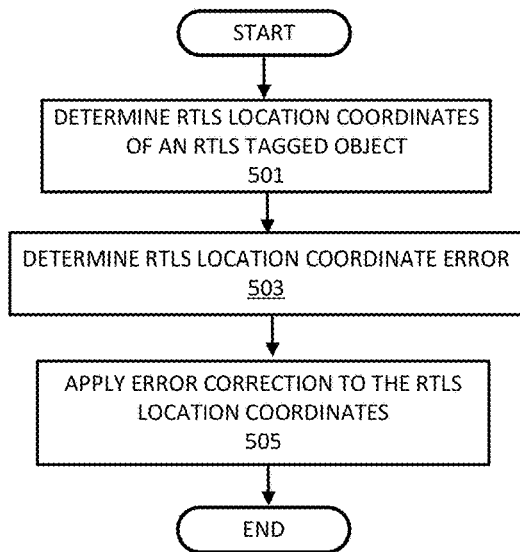 START
DETERMINE RTLS LOCATION COORDINATES
OF AN RTLS TAGGED OBJECT
501
DETERMINE RTLS LOCATION COORDINATE ERROR
503
APPLY ERROR CORRECTION TO THE RTLS
LOCATION COORDINATES
505
END